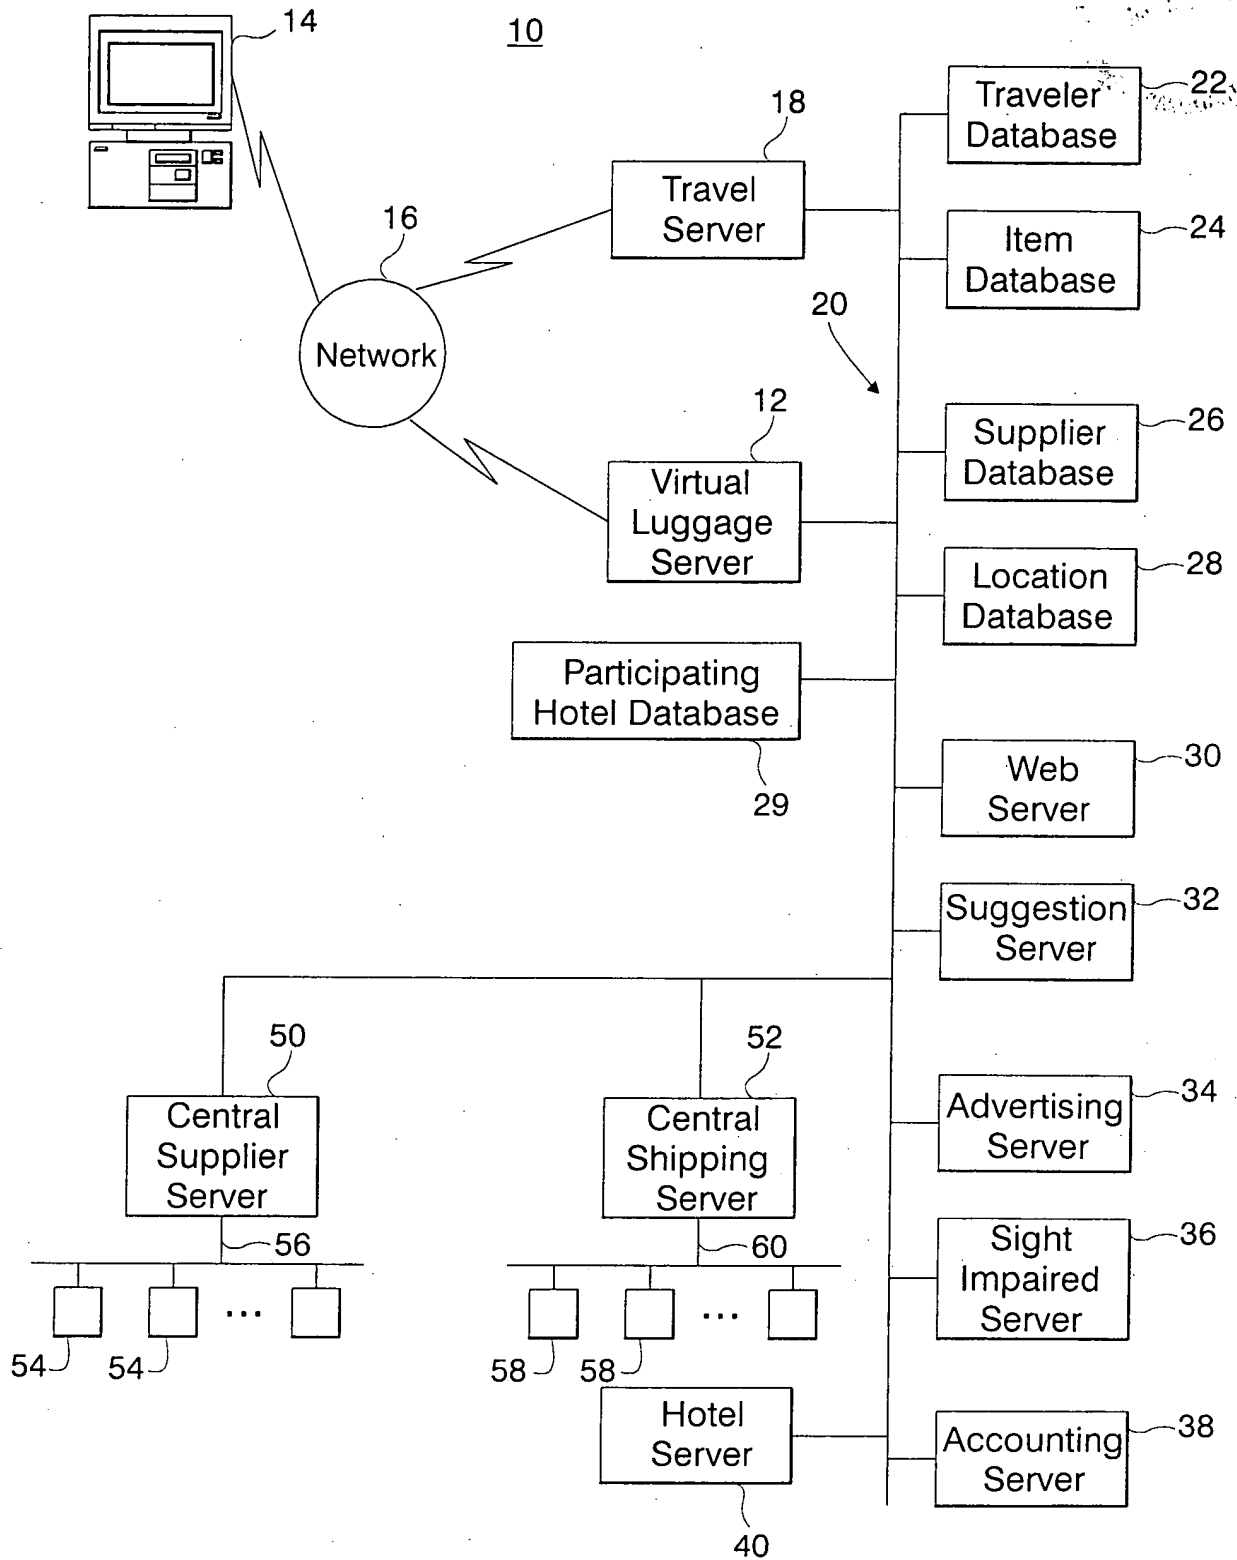 14
10
18
Traveler
Database
22
Travel
Server
16
Item
Database
24
20
Network
12
Supplier
Database
26
Virtual
Luggage
Server
Location
Database
28
Participating
Hotel Database
29
Web
Server
30
Suggestion
Server
32
50
52
Central
Supplier
Server
Central
Shipping
Server
Advertising
Server
34
56
60
Sight
Impaired
Server
36
...
...
54
54
58
58
Hotel
Server
40
Accounting
Server
38